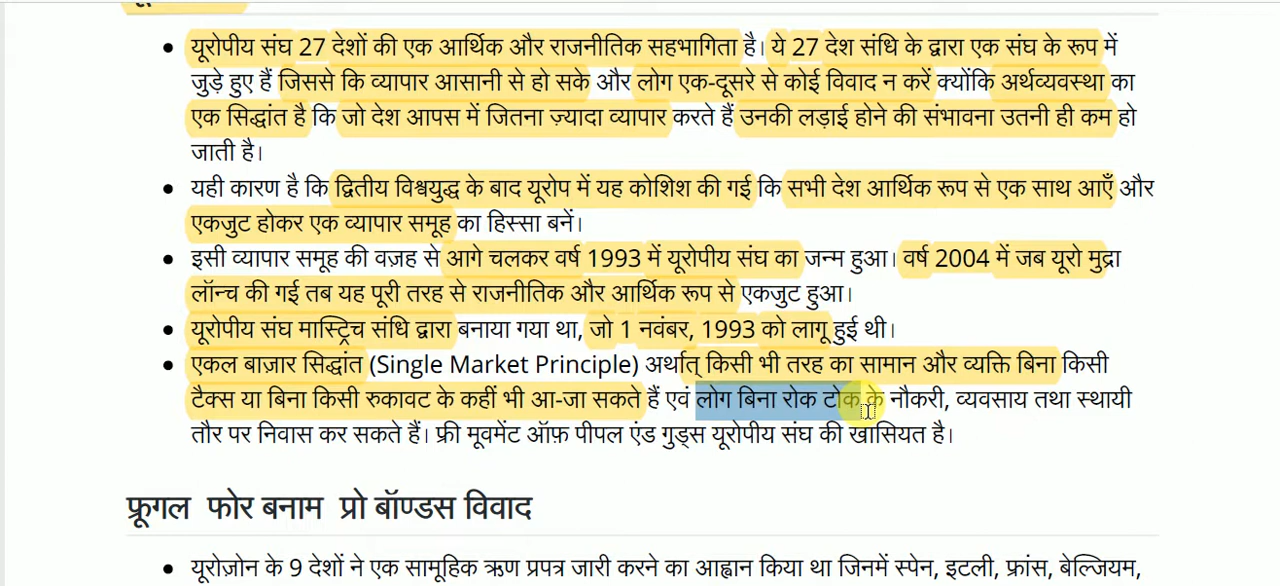 यूरोपीय संघ 27 देशों की एक आर्थिक और राजनीतिक सहभागिता है। ये 27 देश संधि के द्वारा एक संघ के रूप में
जुड़े हुए हैं जिससे कि व्यापार आसानी से हो सके और लोग एक-दूसरे से कोई विवाद न करें क्योंकि अर्थव्यवस्था का
एक सिद्धांत है कि जो देश आपस में जितना ज़्यादा व्यापार करते हैं उनकी लड़ाई होने की संभावना उतनी ही कम हो
जाती है।
यही कारण है कि द्वितीय विश्वयुद्ध के बाद यूरोप में यह कोशिश की गई कि सभी देश आर्थिक रूप से एक साथ आएँ और
एकजुट होकर एक व्यापार समूह का हिस्सा बनें।
इसी व्यापार समूह की वज़ह से आगे चलकर वर्ष 1993 में यूरोपीय संघ का जन्म हुआ। वर्ष 2004 में जब यूरो मुद्रा
लॉन्च की गई तब यह पूरी तरह से राजनीतिक और आर्थिक रूप से एकजुट हुआ।
यूरोपीय संघ मास्ट्रिच संधि द्वारा बनाया गया था, जो 1 नवंबर, 1993 को लागू हुई थी।
एकल बाज़ार सिद्धांत (Single Market Principle) अर्थात् किसी भी तरह का सामान और व्यक्ति बिना किसी
टैक्स या बिना किसी रुकावट के कहीं भी आ-जा सकते हैं एवं लोग बिना रोक टोक के नौकरी, व्यवसाय तथा स्थायी
तौर पर निवास कर सकते हैं। फ्री मूवमेंट ऑफ़ पीपल एंड गुड्स यूरोपीय संघ की खासियत है।
फ्रूगल फोर बनाम प्रो बॉण्डस विवाद
यूरोज़ोन के 9 देशों ने एक सामूहिक ऋण प्रपत्र जारी करने का आह्वान किया था जिनमें स्पेन, इटली, फ्रांस, बेल्जियम,